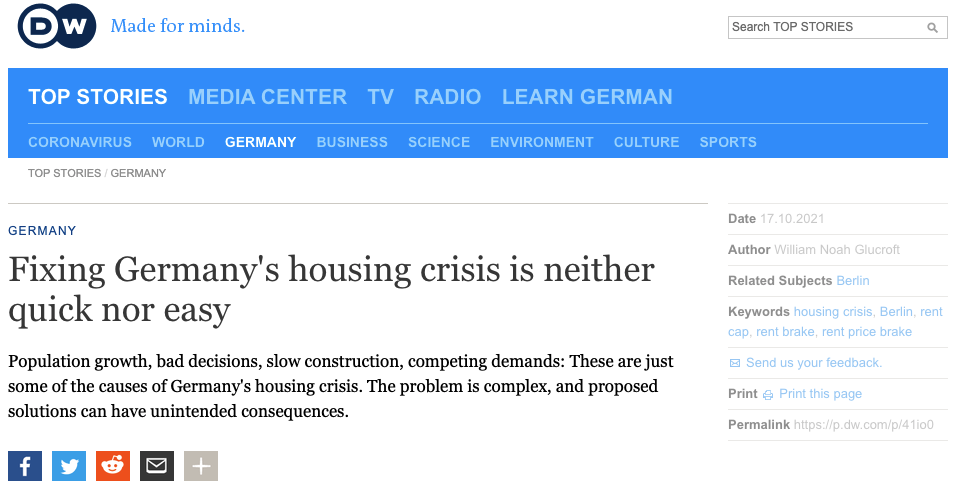 DW Made for minds.
Search TOP STORIES
TOP STORIES MEDIA CENTER TV RADIO LEARN GERMAN
CORONAVIRUS WORLD GERMANY BUSINESS SCIENCE ENVIRONMENT CULTURE SPORTS
TOP STORIES / GERMANY
GERMANY
Fixing Germany's housing crisis is neither
quick nor easy
Population growth, bad decisions, slow construction, competing demands: These are just
some of the causes of Germany's housing crisis. The problem is complex, and proposed
solutions can have unintended consequences.
Date 17.10.2021
Author William Noah Glucroft
Related Subjects Berlin
Keywords housing crisis, Berlin, rent
cap, rent brake, rent price brake
Send us your feedback.
Print Print this page
Permalink https://p.dw.com/p/41io0